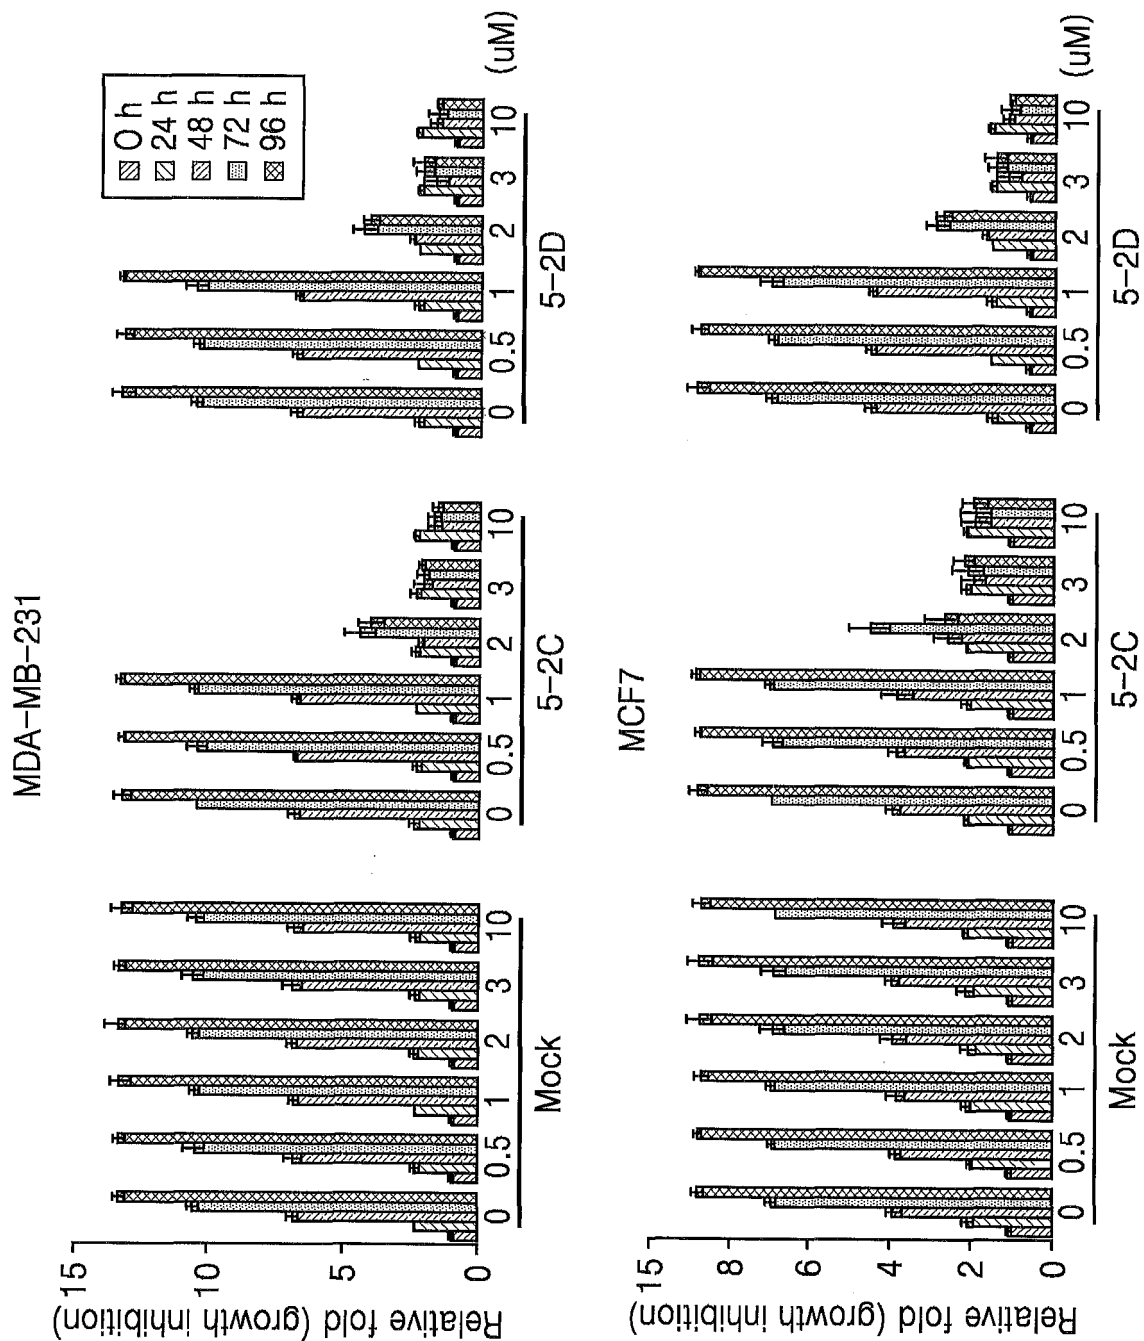 MDA-MB-231
Relative fold (growth inhibition)
15
10
5
0
0 0.5 1 2 3 10 0 0.5 1 2 3 10 0 0.5 1 2 3 10 (uM)
Mock 5-2C 5-2D
0 h
24 h
48 h
72 h
96 h
MCF7
Relative fold (growth inhibition)
15
8
6
4
2
0
0 0.5 1 2 3 10 0 0.5 1 2 3 10 0 0.5 1 2 3 10 (uM)
Mock 5-2C 5-2D